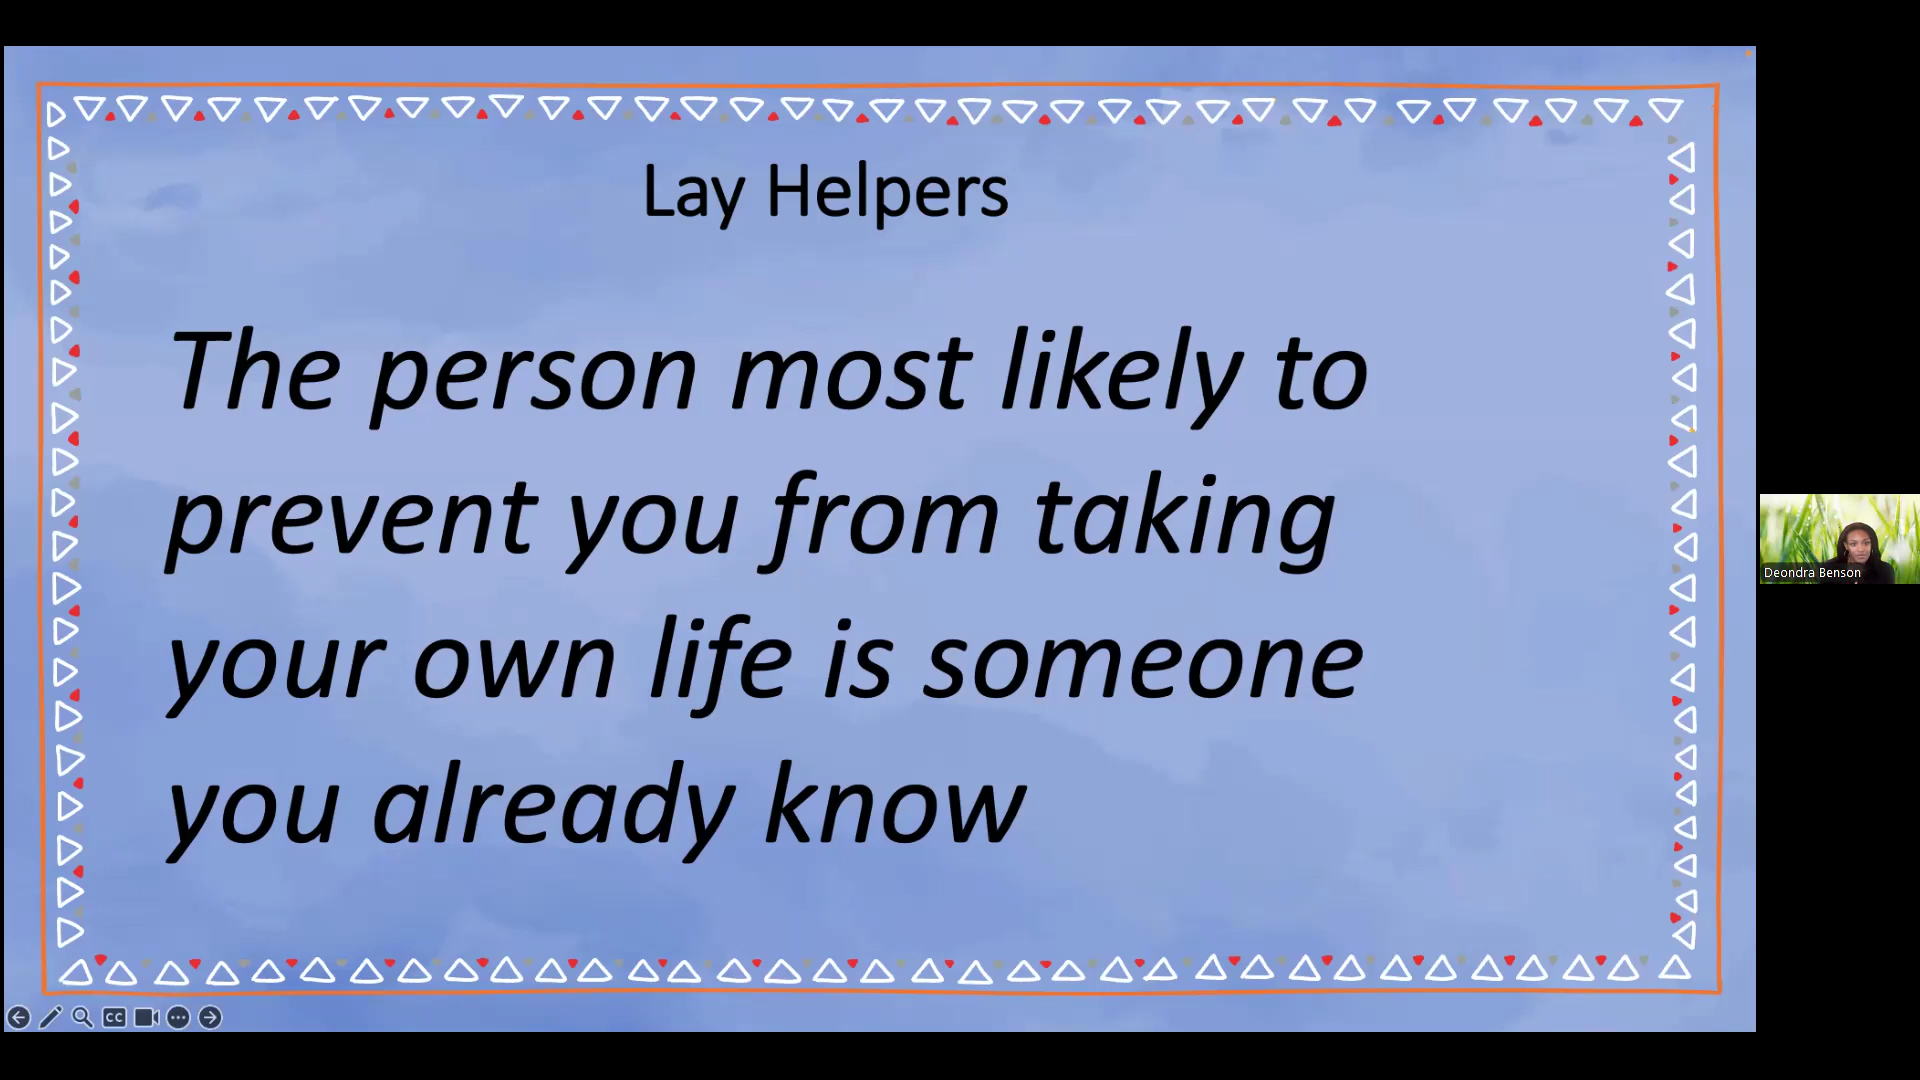 Lay Helpers
The person most likely to
prevent you from taking
your own life is someone
you already know
Deondra Benson
CC